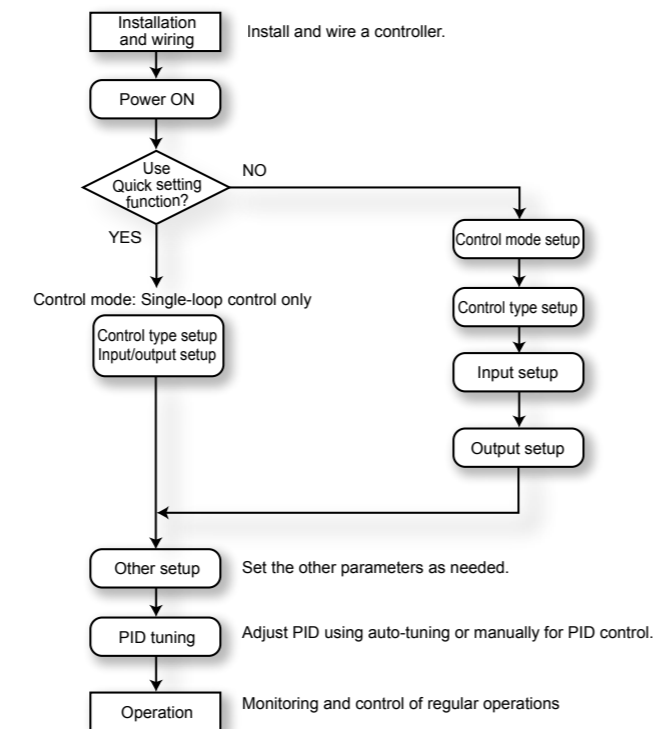 Installation
and wiring
Install and wire a controller.
Power ON
Use
Quick setting
function?
NO
YES
Control mode setup
Control mode: Single-loop control only
Control type setup
Control type setup
Input/output setup
Input setup
Output setup
Other setup
Set the other parameters as needed.
PID tuning
Adjust PID using auto-tuning or manually for PID control.
Operation
Monitoring and control of regular operations